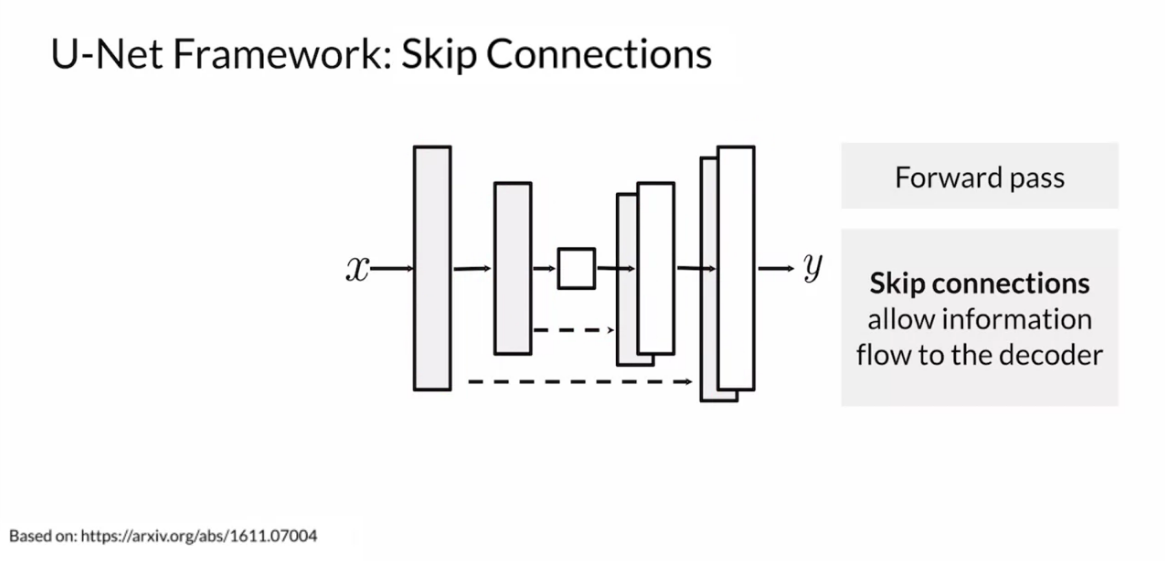 U-Net Framework: Skip Connections
x
y
Forward pass
Skip connections
allow information
flow to the decoder
Based on: https://arxiv.org/abs/1611.07004